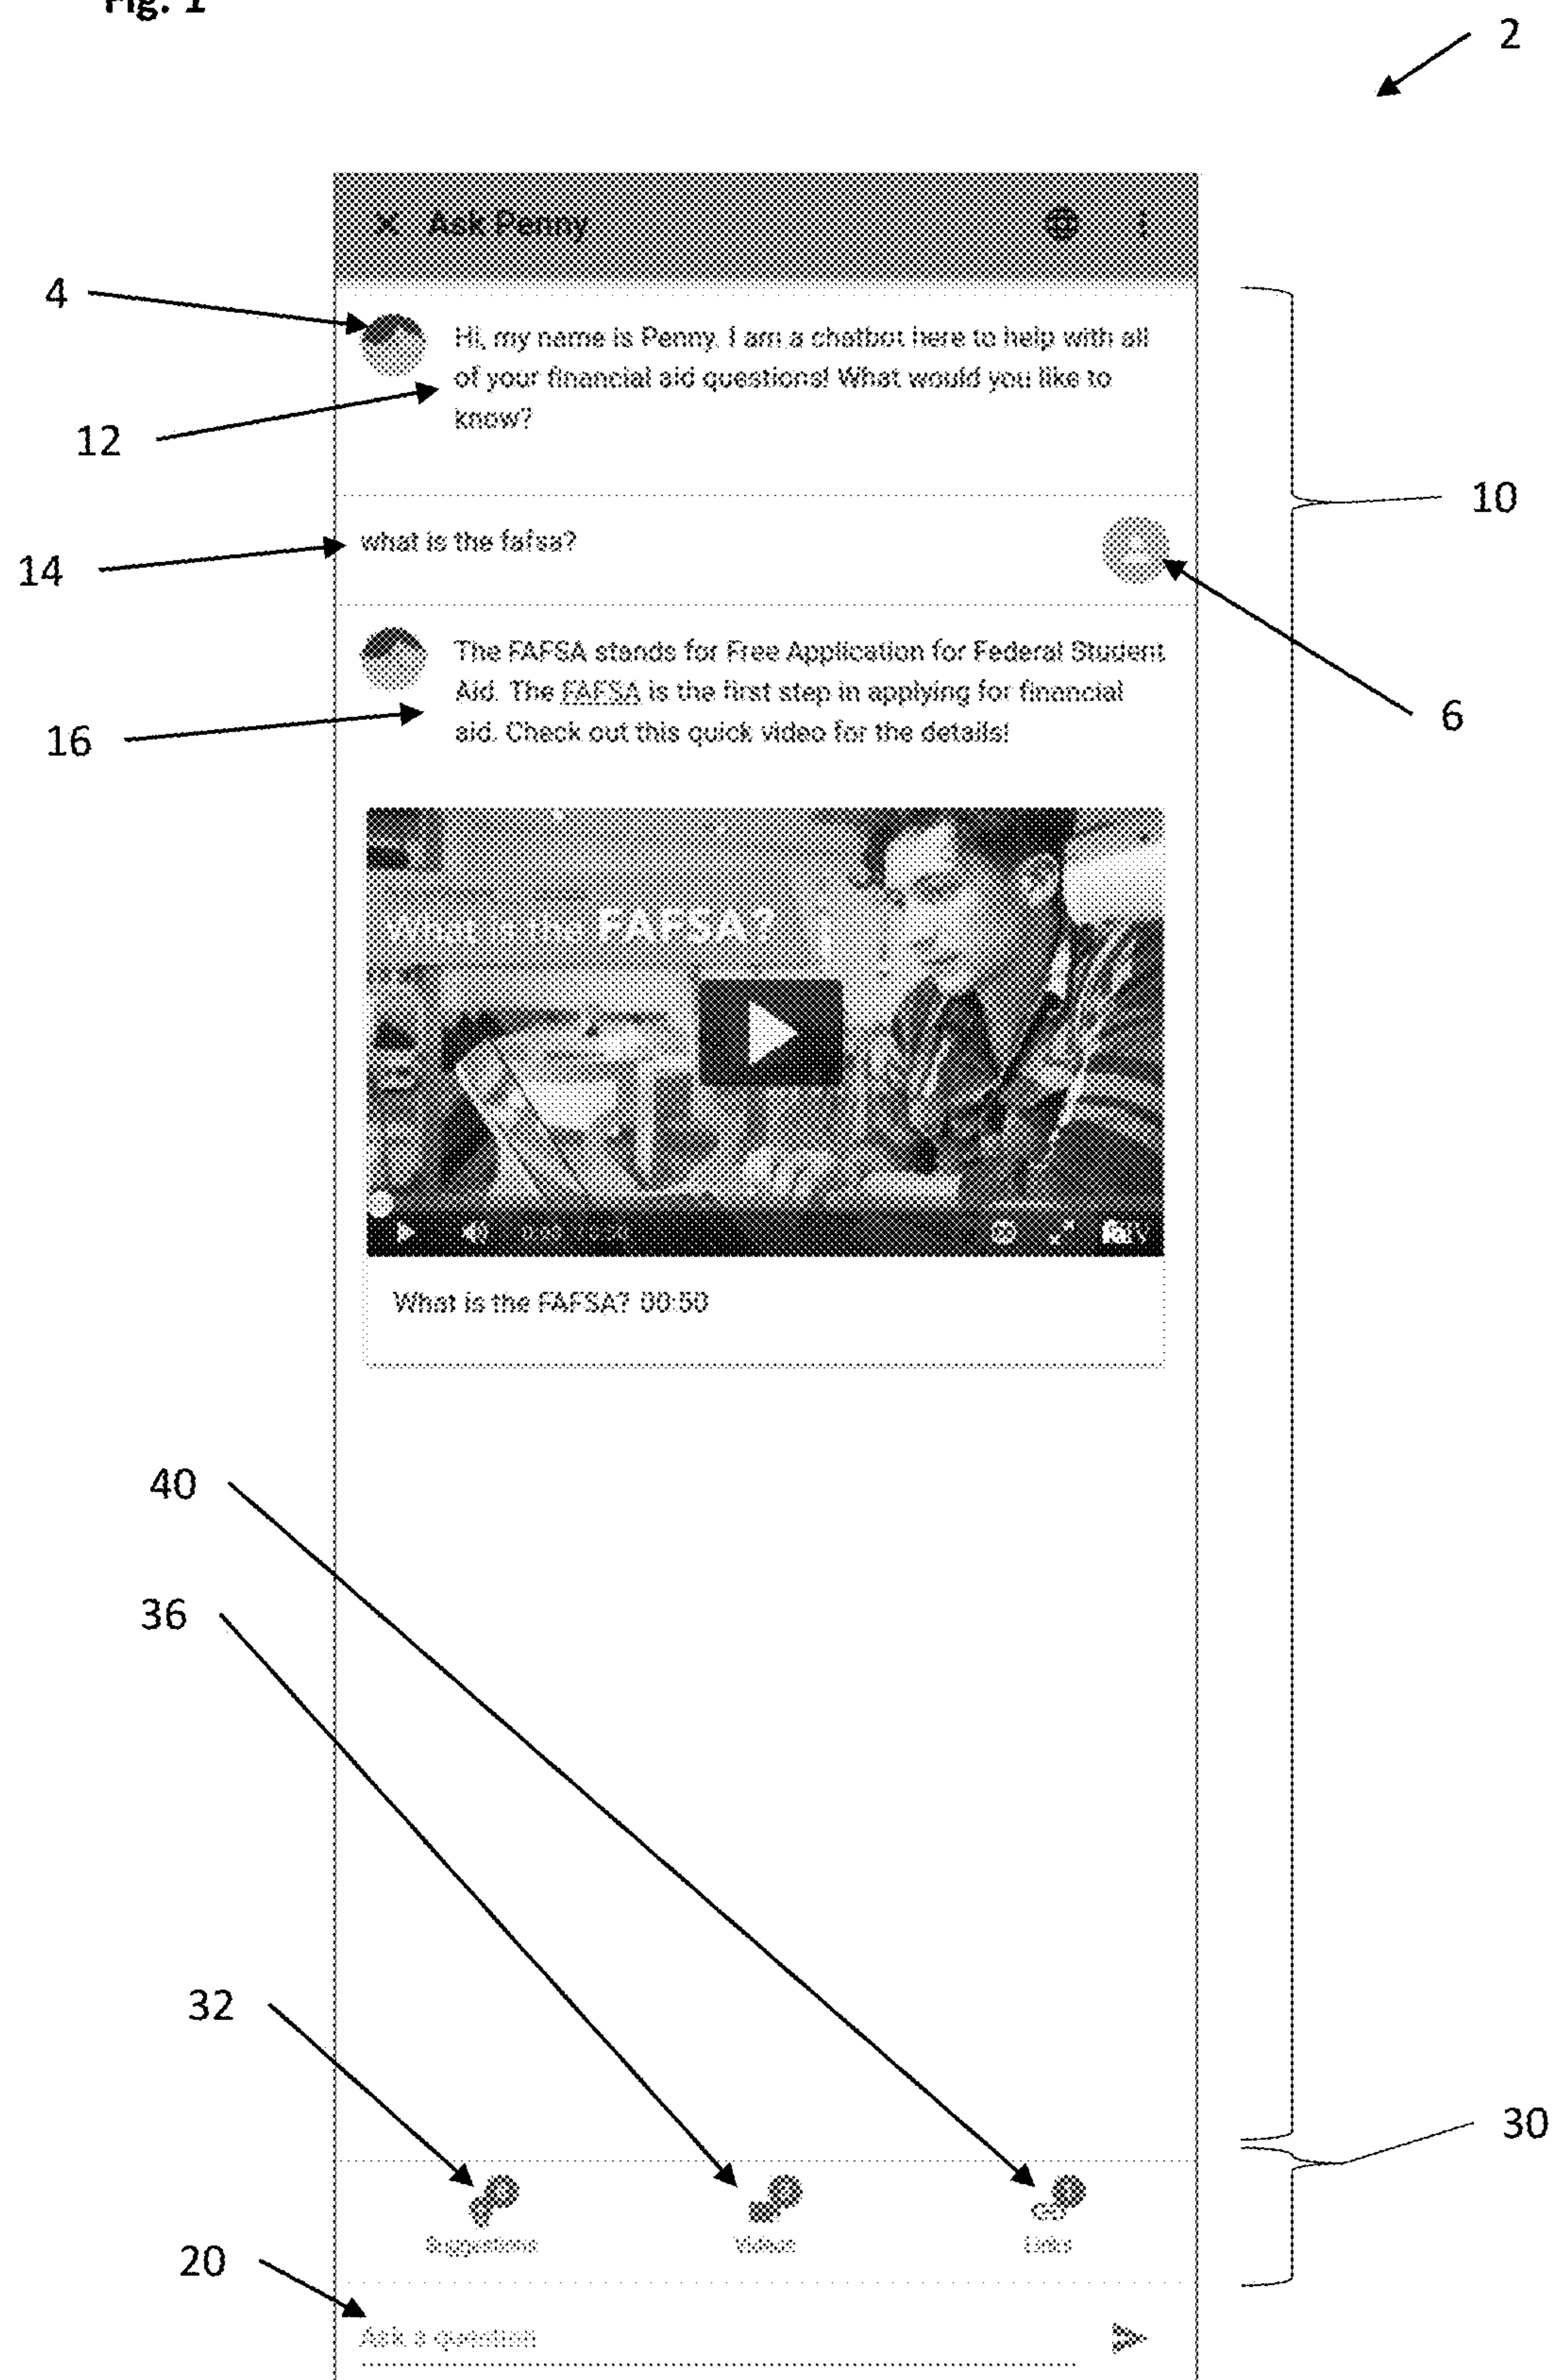 Fig. 1
2
Ask Penny
4
Hi, my name is Penny. I am a chatbot here to help with all
of your financial aid questions! What would you like to
know?
12
10
what is the fafsa?
14
The FAFSA stands for Free Application for Federal Student
Aid. The FAFSA is the first step in applying for financial
aid. Check out this quick video for the details!
6
16
What is the FAFSA?
What is the FAFSA? 00:50
40
36
32
30
Suggestions
Videos
Links
20
Ask a question